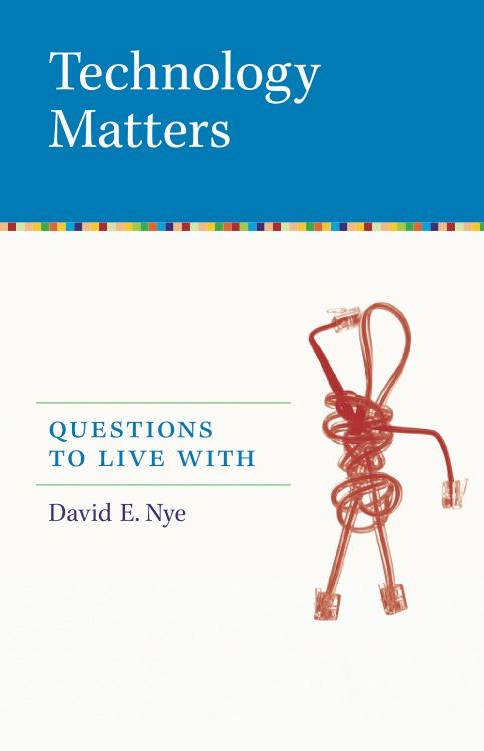 Technology
Matters
QUESTIONS
TO LIVE WITH
David E. Nye